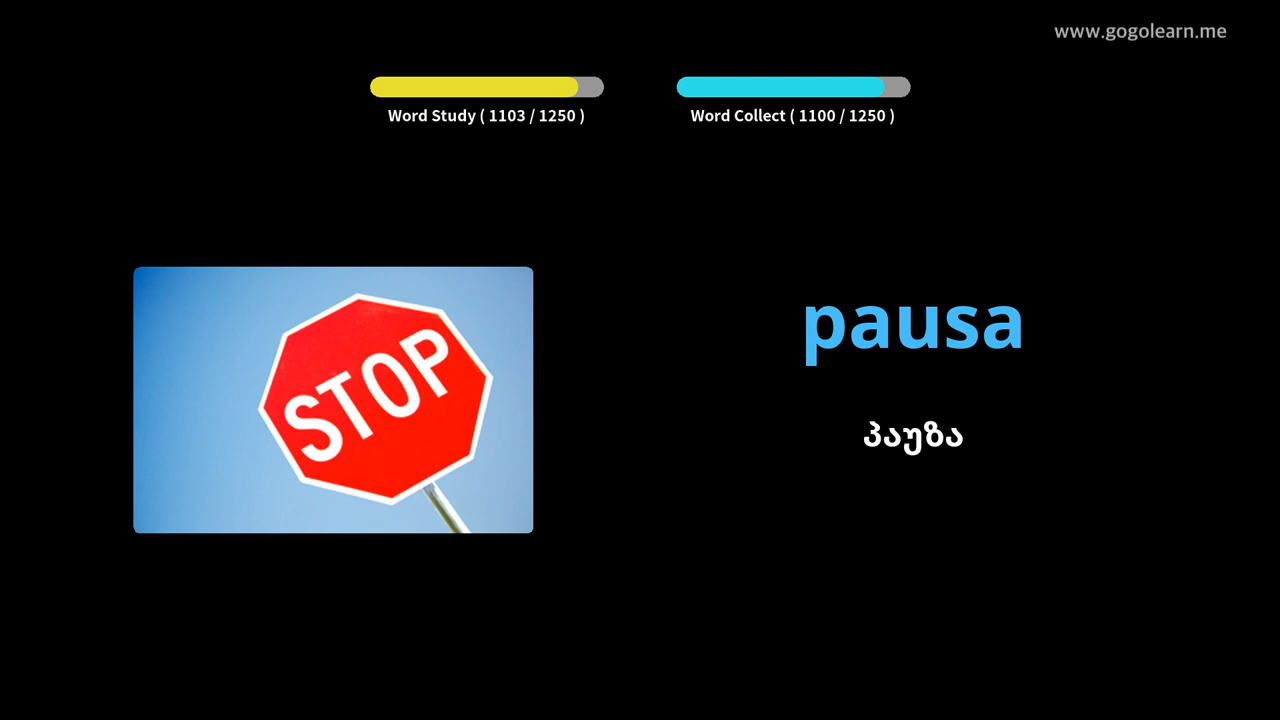 www.gogolearn.me
Word Study ( 1103 / 1250 )
Word Collect ( 1100 / 1250 )
STOP
pausa
პაუზა